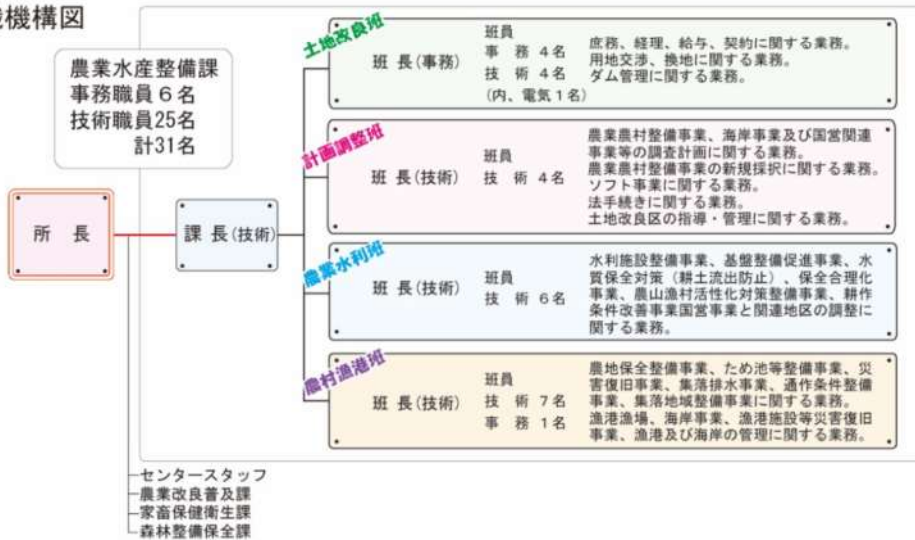 機構図
農業水産整備課
事務職員6名
技術職員25名
計31名
所 長
課 長(技術)
土地改良班
班 長(事務)
班員
事 務 4名
技 術 4名
(内、電気1名)
庶務、経理、給与、契約に関する業務。
用地交渉、換地に関する業務。
ダム管理に関する業務。
計画調整班
班 長(技術)
班員
技 術 4名
農業農村整備事業、海岸事業及び国営関連
事業等の調査計画に関する業務。
農業農村整備事業の新規採択に関する業務。
ソフト事業に関する業務。
法手続きに関する業務。
土地改良区の指導・管理に関する業務。
農業水利班
班 長(技術)
班員
技 術 6名
水利施設整備事業、基盤整備促進事業、水
質保全対策(耕土流出防止)、保全合理化
事業、農山漁村活性化対策整備事業、耕作
条件改善事業国営事業と関連地区の調整に
関する業務。
農村漁港班
班 長(技術)
班員
技 術 7名
事 務 1名
農地保全整備事業、ため池等整備事業、災
害復旧事業、集落排水事業、通作条件整備
事業、集落地域整備事業に関する業務。
漁港漁場、海岸事業、漁港施設等災害復旧
事業、漁港及び海岸の管理に関する業務。
センタースタッフ
農業改良普及課
家畜保健衛生課
森林整備保全課